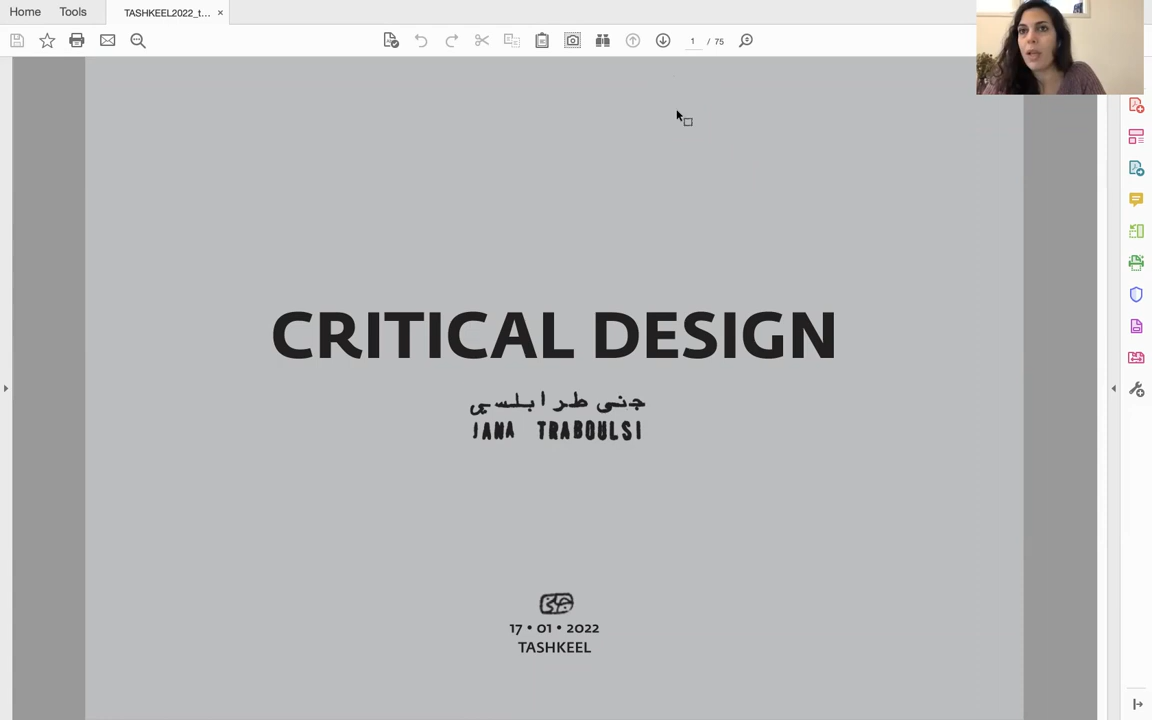 Home Tools TASHKEEL2022_t... ×
1 / 75
CRITICAL DESIGN
جنى طرابلسي
JANA TRABOULSI
17 • 01 • 2022
TASHKEEL